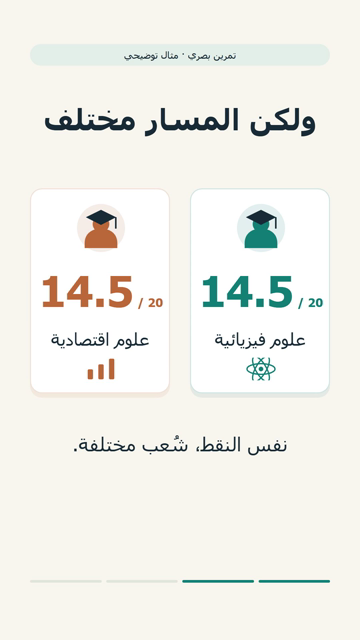 تمرين بصري · مثال توضيحي
ولكن المسار مختلف
14.5 / 20
علوم فيزيائية
14.5 / 20
علوم اقتصادية
نفس النقط، شُعب مختلفة.